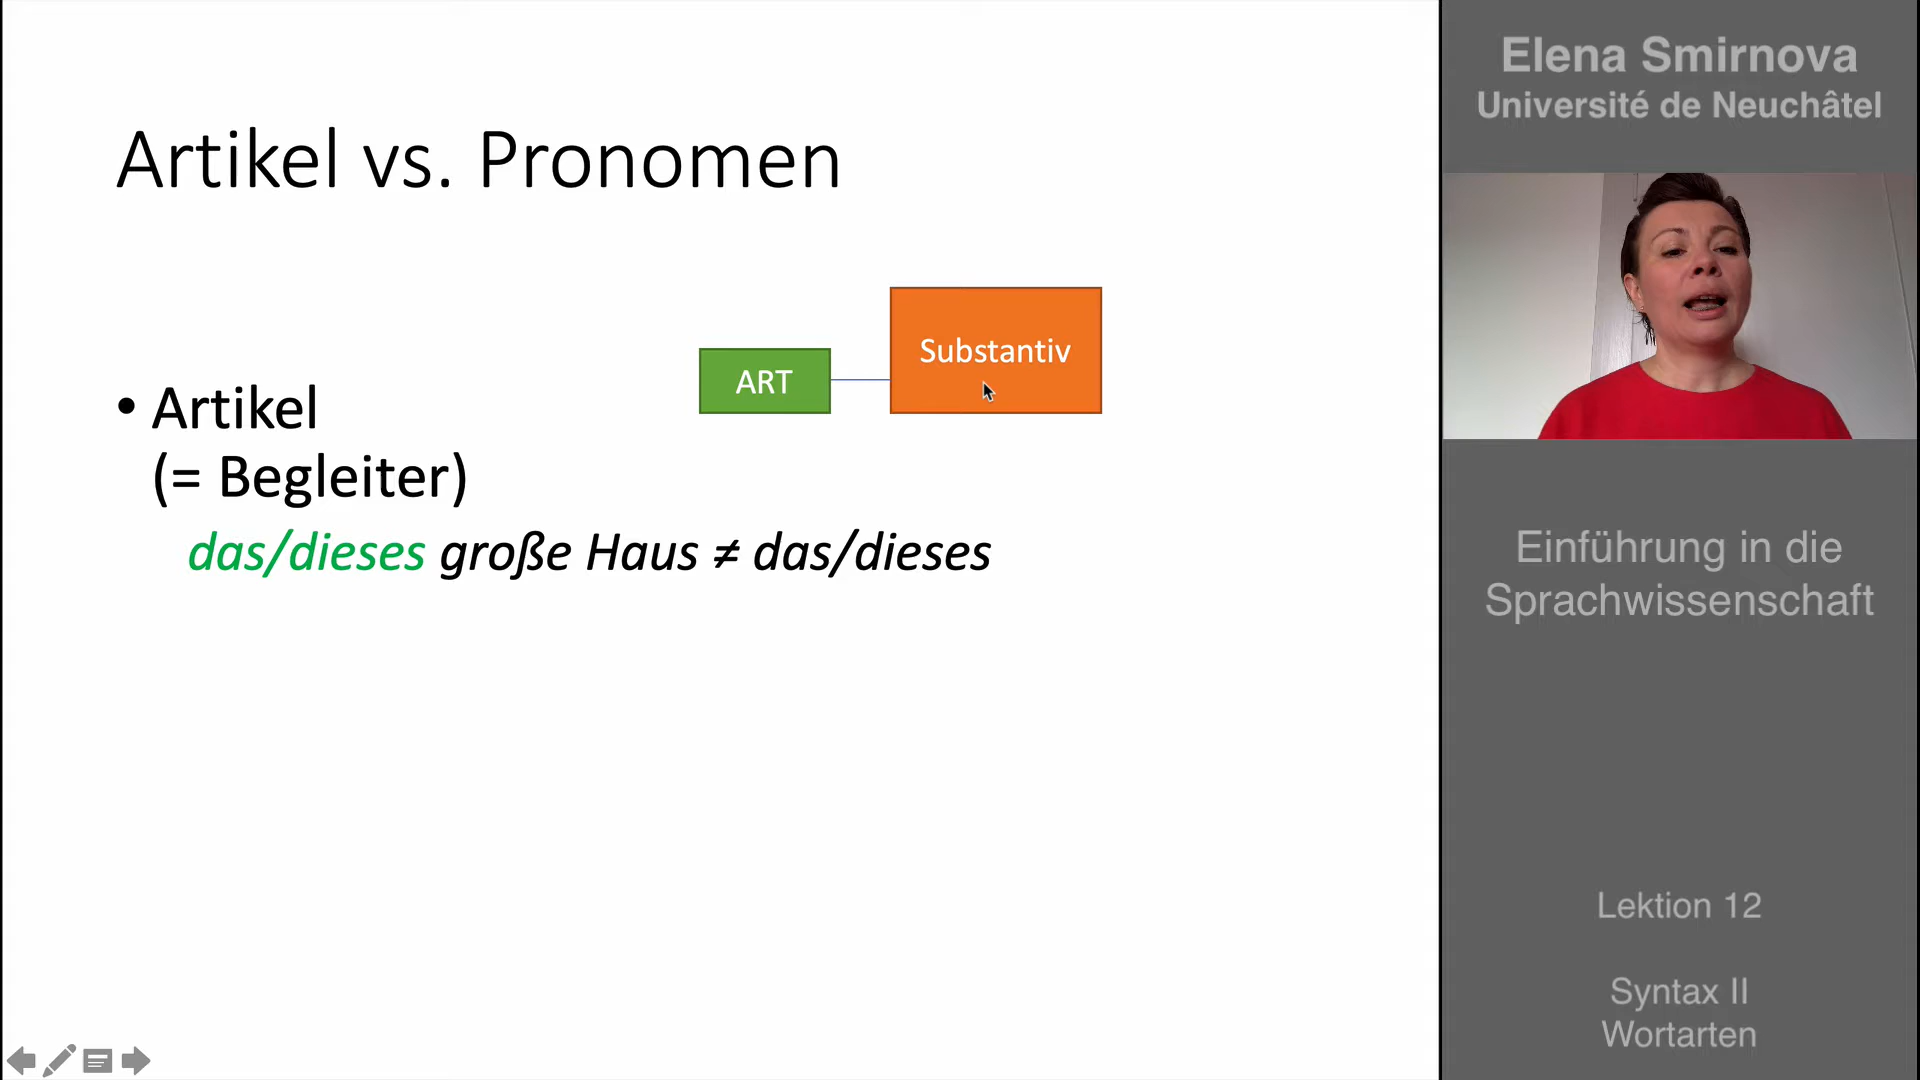 Artikel vs. Pronomen
ART
Substantiv
• Artikel
(= Begleiter)
das/dieses große Haus ≠ das/dieses
Elena Smirnova
Université de Neuchâtel
Einführung in die
Sprachwissenschaft
Lektion 12
Syntax II
Wortarten